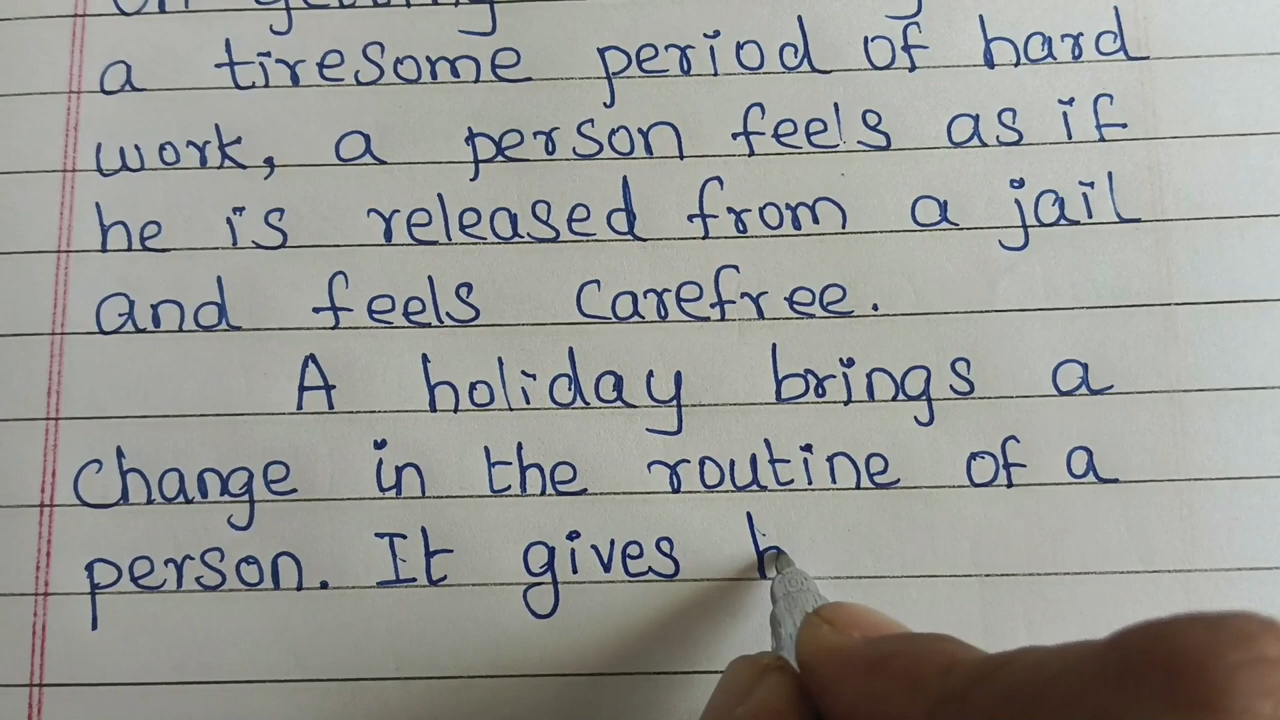 a tiresome period of hard
work, a person feels as if
he is released from a jail
and feels carefree.
A holiday brings a
change in the routine of a
person. It gives h